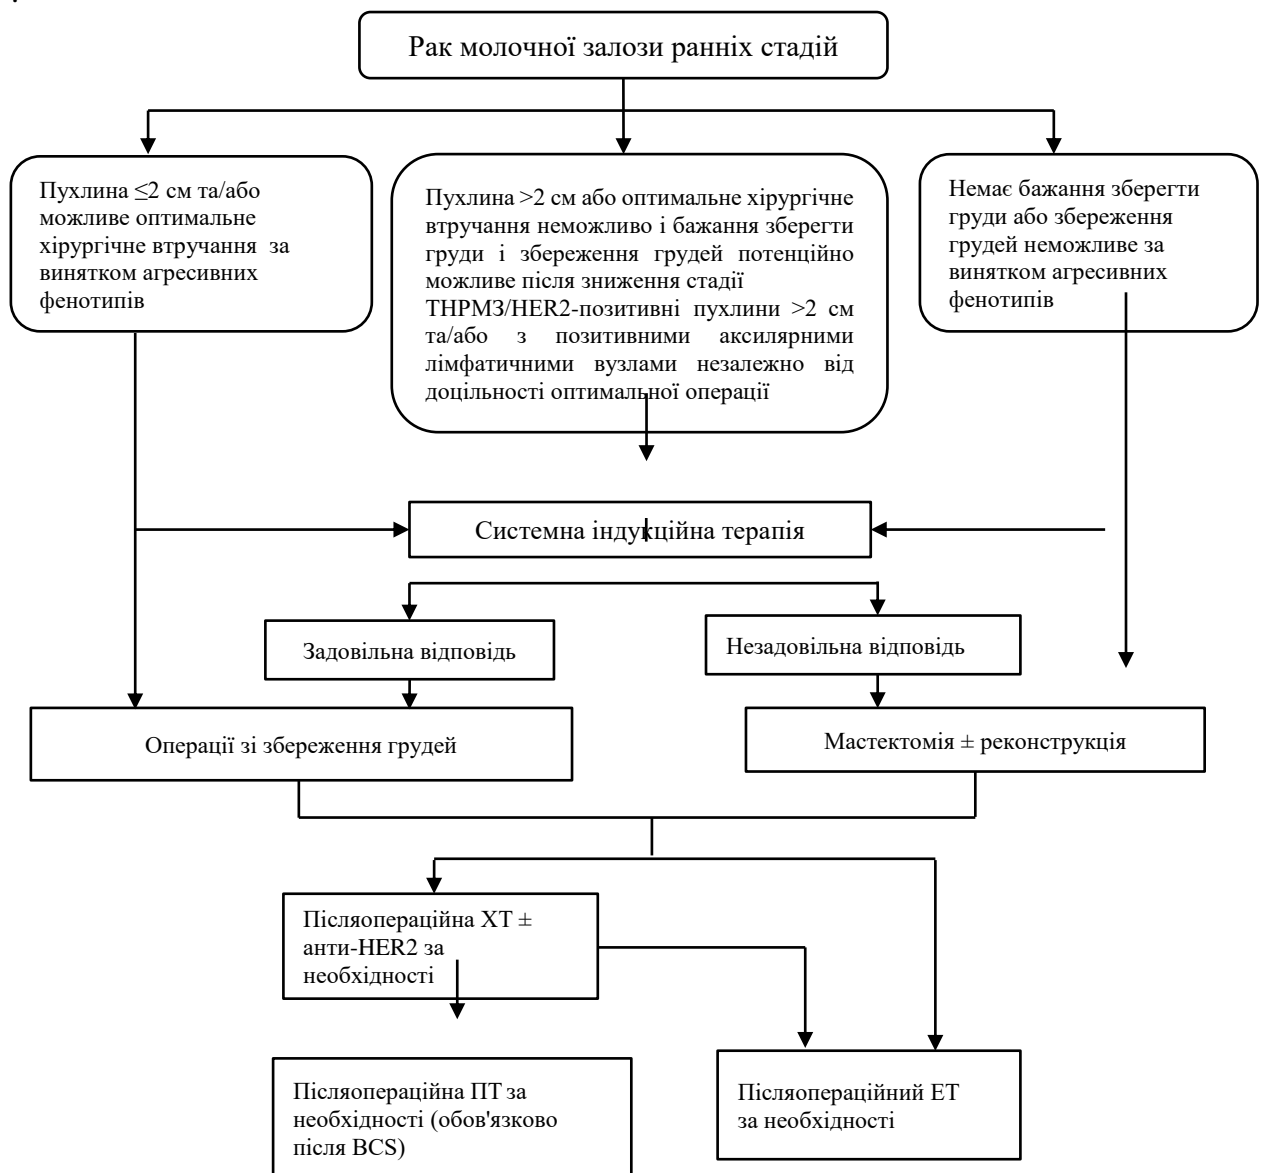 Рак молочної залози ранніх стадій
Пухлина ≤2 см та/або
можливе оптимальне
хірургічне втручання за
винятком агресивних
фенотипів
Пухлина >2 см або оптимальне хірургічне
втручання неможливо і бажання зберегти
груди і збереження грудей потенційно
можливе після зниження стадії
ТНРМЗ/HER2-позитивні пухлини >2 см
та/або з позитивними аксилярними
лімфатичними вузлами незалежно від
доцільності оптимальної операції
Немає бажання зберегти
груди або збереження
грудей неможливе за
винятком агресивних
фенотипів
Системна індукційна терапія
Задовільна відповідь
Незадовільна відповідь
Операції зі збереження грудей
Мастектомія ± реконструкція
Післяопераційна ХТ ±
анти-HER2 за
необхідності
Післяопераційна ПТ за
необхідності (обов'язково
після BCS)
Післяопераційний ЕТ
за необхідності